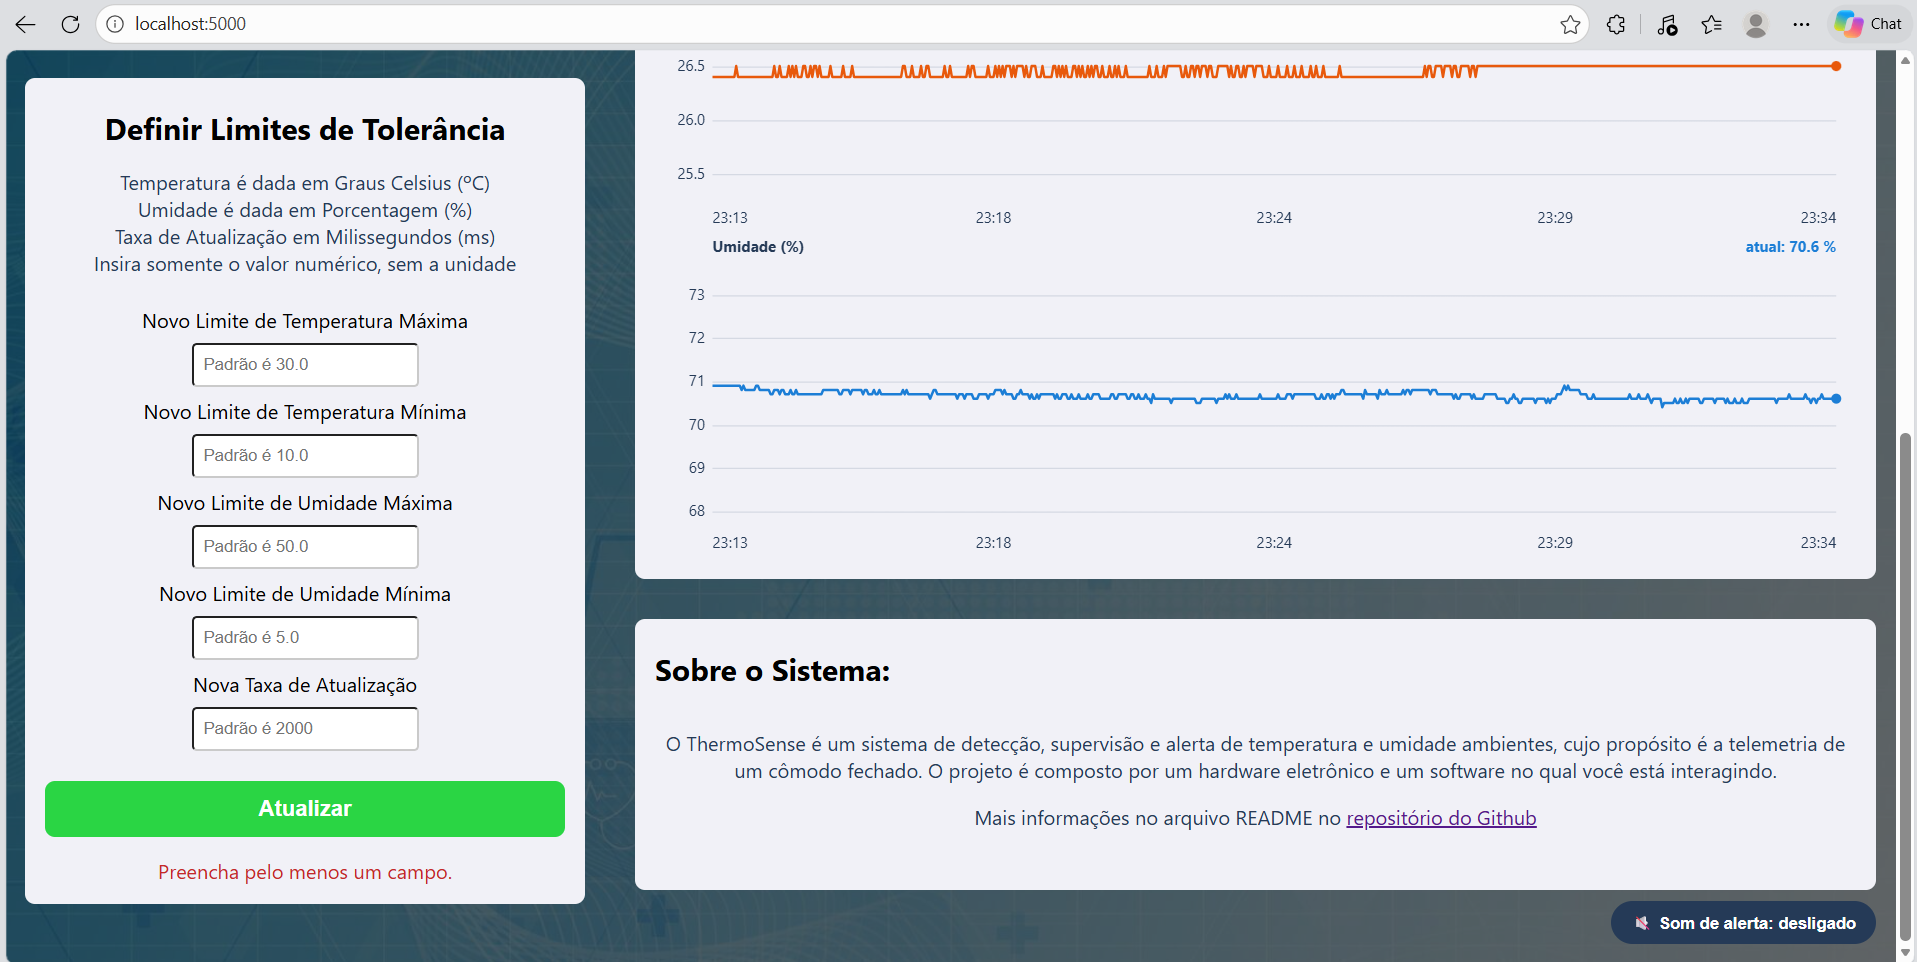 localhost:5000
Chat
Definir Limites de Tolerância
Temperatura é dada em Graus Celsius (ºC)
Umidade é dada em Porcentagem (%)
Taxa de Atualização em Milissegundos (ms)
Insira somente o valor numérico, sem a unidade
Novo Limite de Temperatura Máxima
Padrão é 30.0
Novo Limite de Temperatura Mínima
Padrão é 10.0
Novo Limite de Umidade Máxima
Padrão é 50.0
Novo Limite de Umidade Mínima
Padrão é 5.0
Nova Taxa de Atualização
Padrão é 2000
Atualizar
Preencha pelo menos um campo.
26.5
26.0
25.5
23:13 23:18 23:24 23:29 23:34
Umidade (%) atual: 70.6 %
73
72
71
70
69
68
23:13 23:18 23:24 23:29 23:34
Sobre o Sistema:
O ThermoSense é um sistema de detecção, supervisão e alerta de temperatura e umidade ambientes, cujo propósito é a telemetria de
um cômodo fechado. O projeto é composto por um hardware eletrônico e um software no qual você está interagindo.
Mais informações no arquivo README no repositório do Github
Som de alerta: desligado